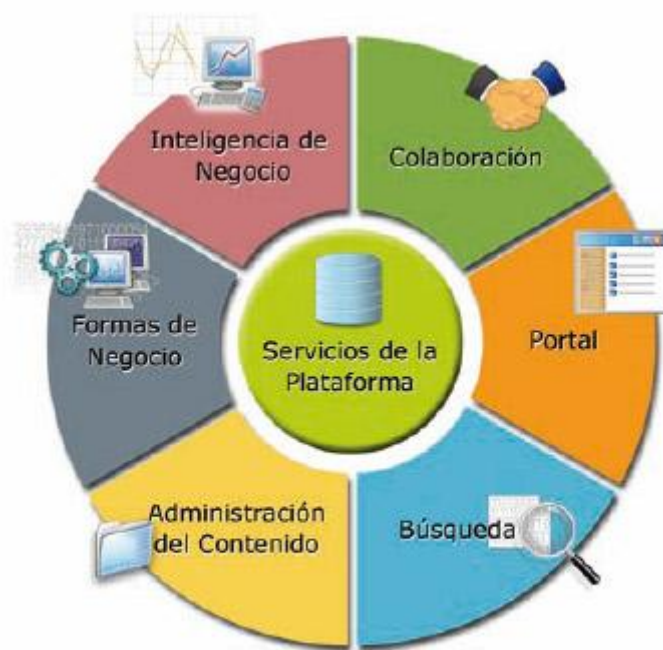 Inteligencia de
Negocio
Colaboración
Formas de
Negocio
Servicios de la
Plataforma
Portal
Administración
del Contenido
Búsqueda